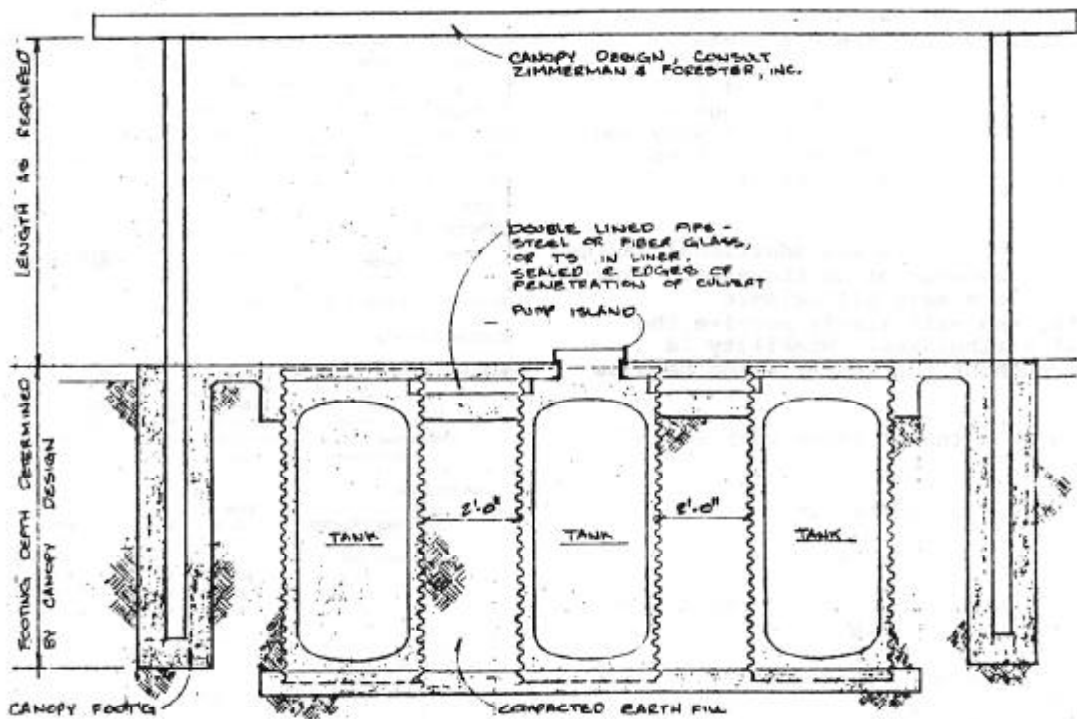 CANOPY DESIGN, CONSULT
ZIMMERMAN & FORESTER, INC.
LENGTH AS REQUIRED
DOUBLE LINED PIPE -
STEEL OR FIBER GLASS,
OR TS IN LINER,
SEALED @ EDGES OF
PENETRATION OF CULVERT
PUMP ISLAND
FOOTING DEPTH DETERMINED
BY CANOPY DESIGN
2'-0"
2'-0"
TANK
TANK
TANK
CANOPY FOOT'G
COMPACTED EARTH FILL